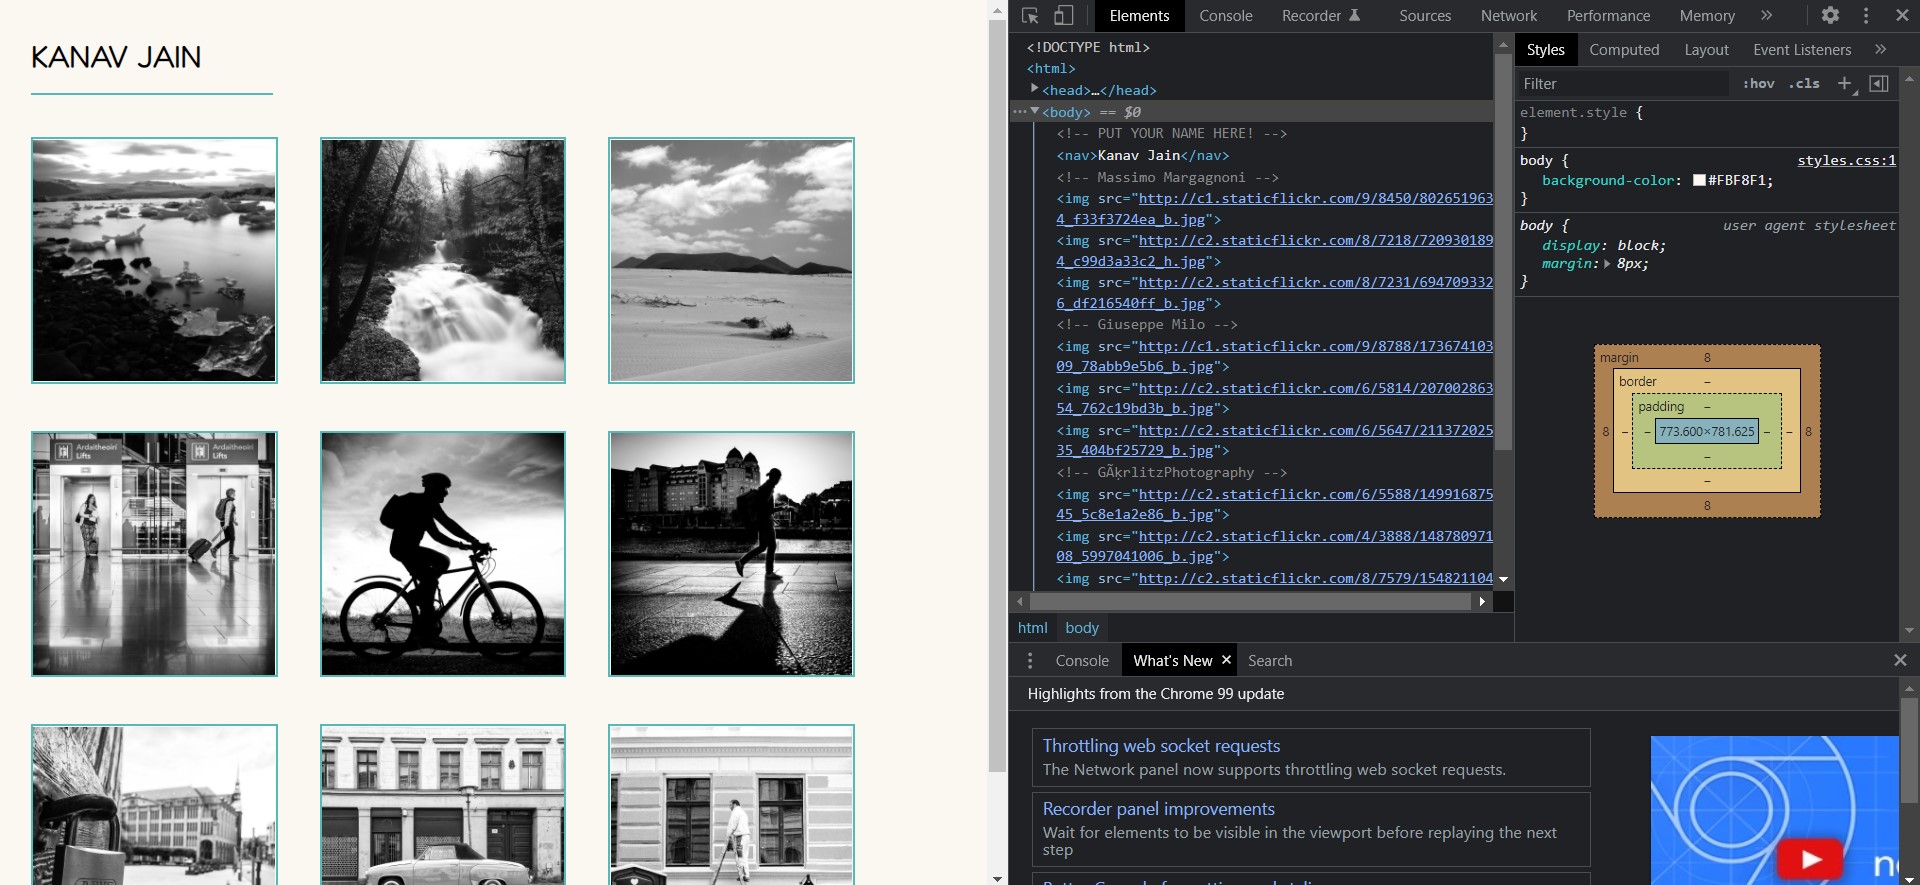 KANAV JAIN
Ardaitheoirí
Lifts
Ardaitheoirí
Lifts
Elements Console Recorder Sources Network Performance Memory
<!DOCTYPE html>
<html>
<head>…</head>
<body> == $0
<!-- PUT YOUR NAME HERE! -->
<nav>Kanav Jain</nav>
<!-- Massimo Margagnoni -->
<img src="http://c1.staticflickr.com/9/8450/802651963
4_f33f3724ea_b.jpg">
<img src="http://c2.staticflickr.com/8/7218/720930189
4_c99d3a33c2_h.jpg">
<img src="http://c2.staticflickr.com/8/7231/694709332
6_df216540ff_b.jpg">
<!-- Giuseppe Milo -->
<img src="http://c1.staticflickr.com/9/8788/173674103
09_78abb9e5b6_b.jpg">
<img src="http://c2.staticflickr.com/6/5814/207002863
54_762c19bd3b_b.jpg">
<img src="http://c2.staticflickr.com/6/5647/211372025
35_404bf25729_b.jpg">
<!-- GÃķrlitzPhotography -->
<img src="http://c2.staticflickr.com/6/5588/149916875
45_5c8e1a2e86_b.jpg">
<img src="http://c2.staticflickr.com/4/3888/148780971
08_5997041006_b.jpg">
<img src="http://c2.staticflickr.com/8/7579/154821104
html body
Styles Computed Layout Event Listeners
Filter :hov .cls
element.style {
}
body { styles.css:1
background-color: #FBF8F1;
}
body { user agent stylesheet
display: block;
margin: 8px;
}
margin 8
border –
padding –
8 – – 773.600×781.625 – – 8
–
–
8
Console What's New Search
Highlights from the Chrome 99 update
Throttling web socket requests
The Network panel now supports throttling web socket requests.
Recorder panel improvements
Wait for elements to be visible in the viewport before replaying the next
step